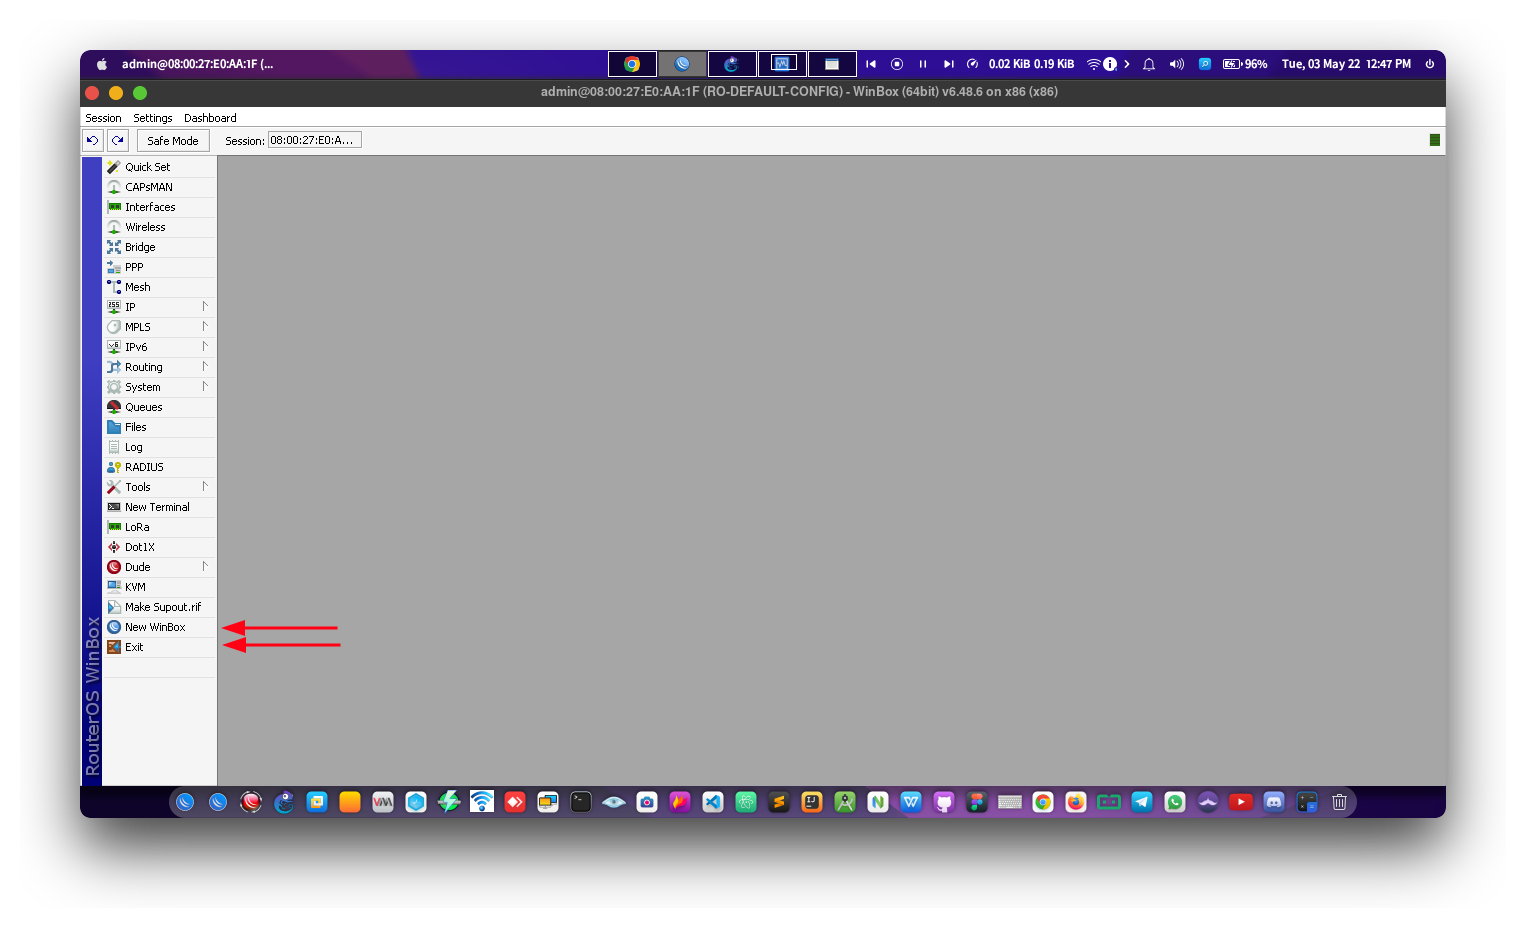 admin@08:00:27:E0:AA:1F (...
0.02 KiB 0.19 KiB
96%
Tue, 03 May 22 12:47 PM
admin@08:00:27:E0:AA:1F (RO-DEFAULT-CONFIG) - WinBox (64bit) v6.48.6 on x86 (x86)
Session Settings Dashboard
Safe Mode Session: 08:00:27:E0:A...
Quick Set
CAPsMAN
Interfaces
Wireless
Bridge
PPP
Mesh
255 IP
MPLS
v6 IPv6
Routing
System
Queues
Files
Log
RADIUS
Tools
New Terminal
LoRa
Dot1X
Dude
KVM
Make Supout.rif
New WinBox
Exit
RouterOS WinBox